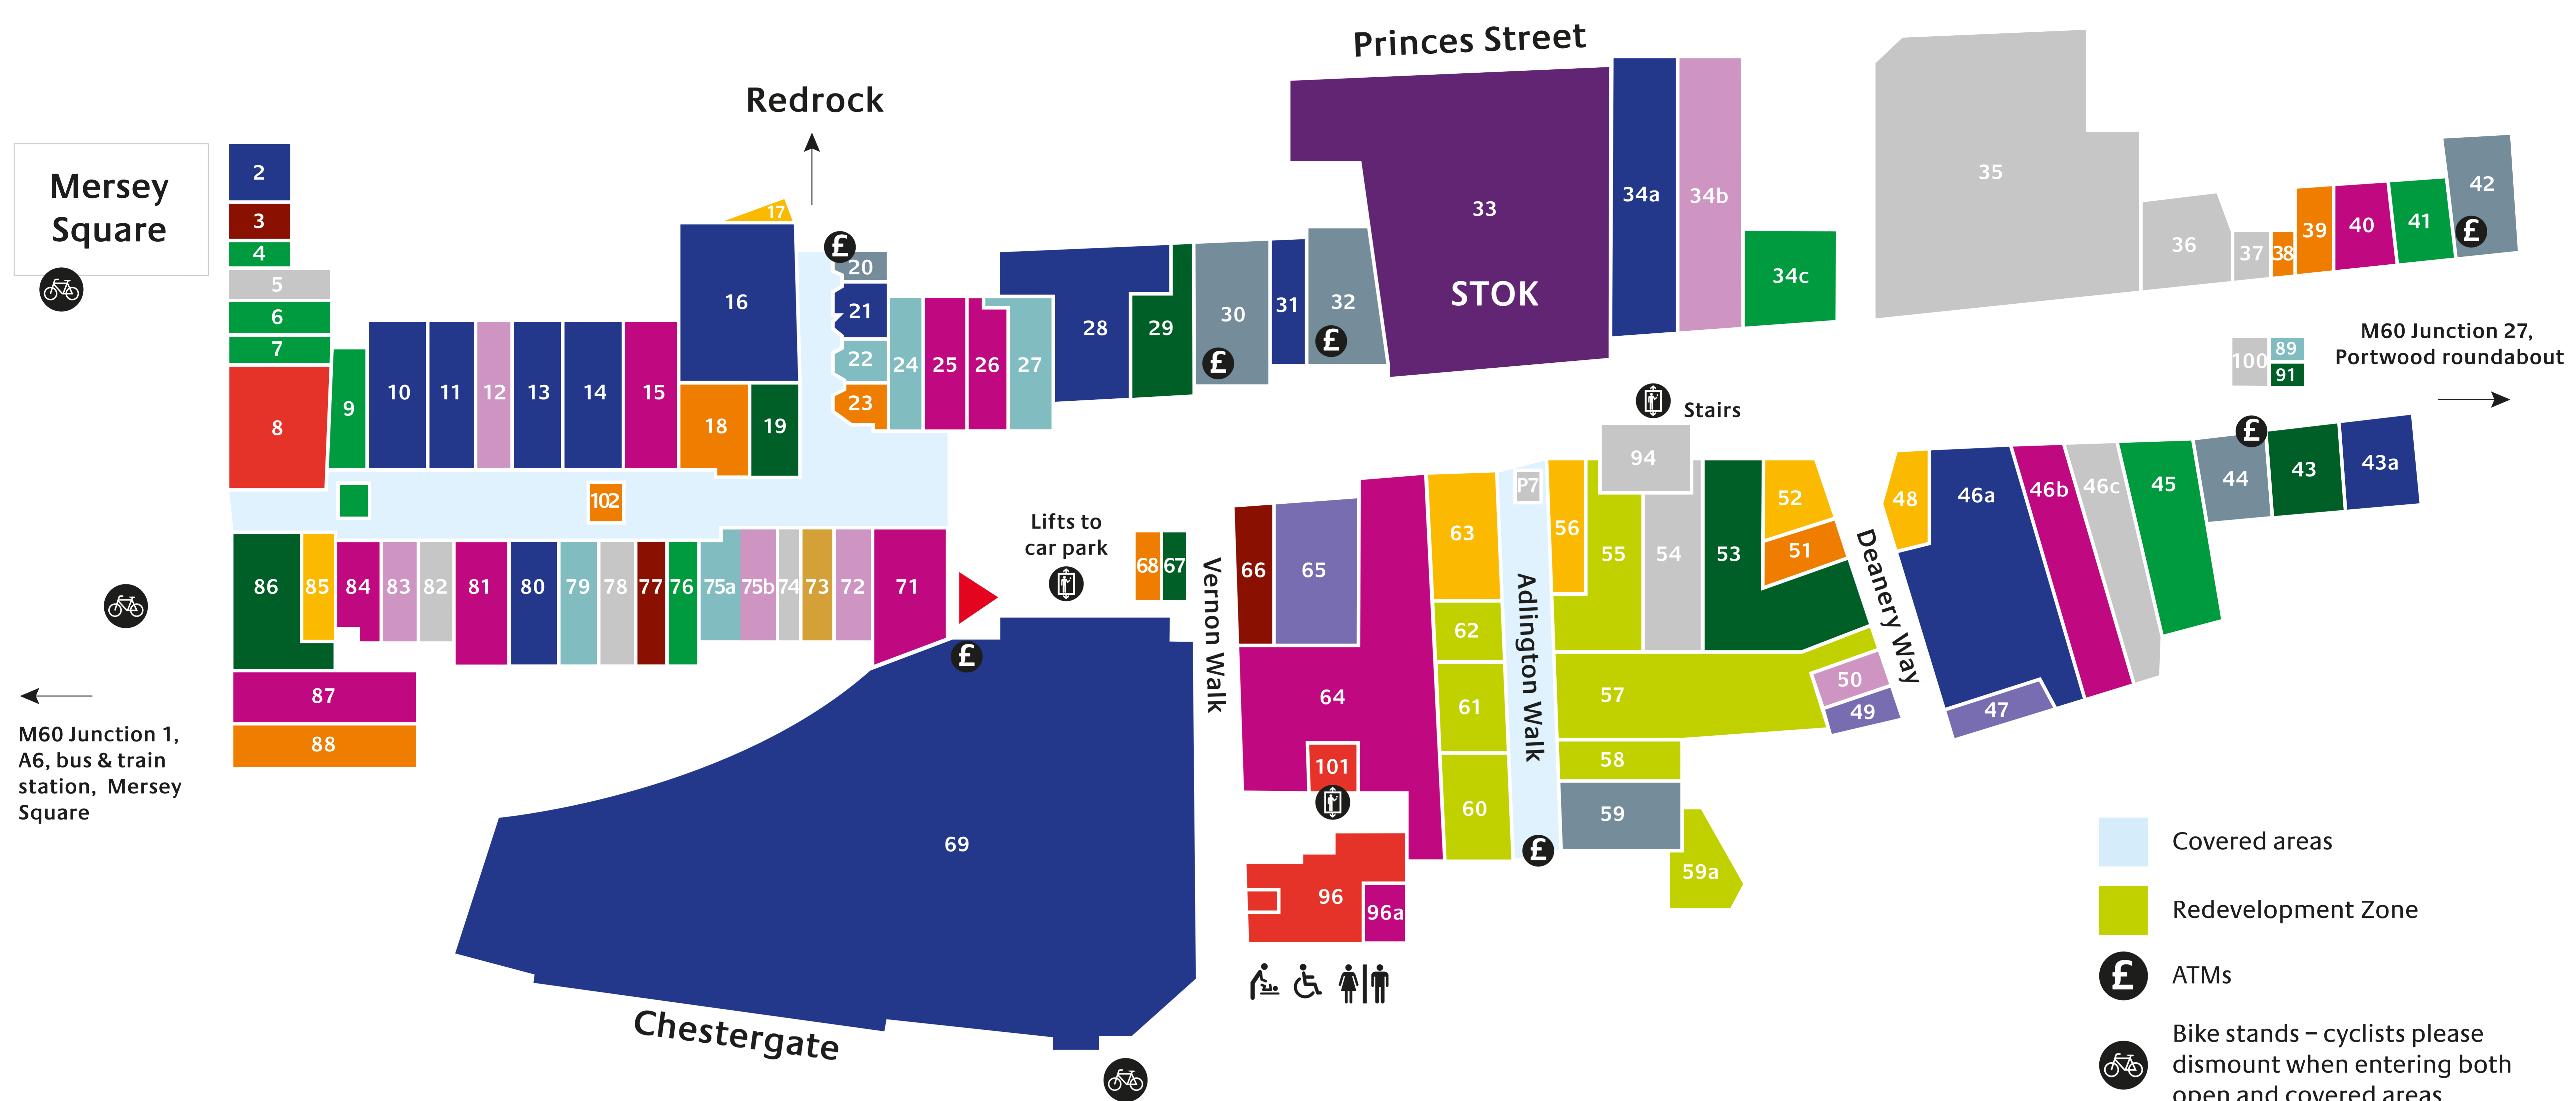 Princes Street
Redrock
Mersey
Square
2
3
4
5
6
7
8
9
10
11
12
13
14
15
16
17
18
19
£
20
21
22
23
24
25
26
27
28
29
30
£
31
32
£
33
STOK
34a
34b
34c
35
36
37
38
39
40
41
42
£
M60 Junction 27,
Portwood roundabout
100
89
91
Stairs
94
102
Lifts to
car park
68
67
Vernon Walk
66
65
64
63
62
61
60
Adlington Walk
P7
56
55
54
53
52
51
57
50
49
58
59
59a
£
Deanery Way
48
46a
46b
46c
45
44
£
43
43a
47
86
85
84
83
82
81
80
79
78
77
76
75a
75b
74
73
72
71
£
87
88
M60 Junction 1,
A6, bus & train
station, Mersey
Square
69
101
96
96a
Chestergate
Covered areas
Redevelopment Zone
£
ATMs
Bike stands – cyclists please
dismount when entering both
open and covered areas